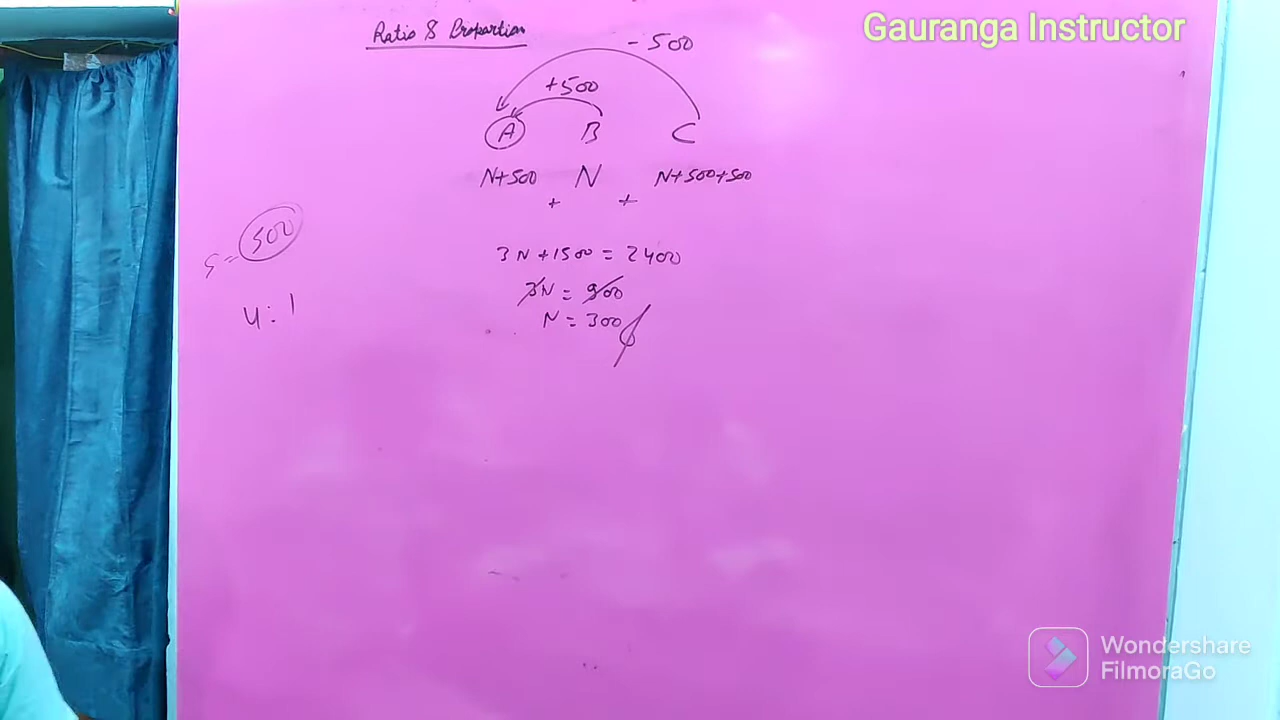 Gauranga Instructor
Ratio & Proportion
- 500
+500
A B C
N+500 N N+500+500
+ +
3N+1500 = 2400
3N = 900
N = 300
5 = 500
4:1
Wondershare
FilmoraGo